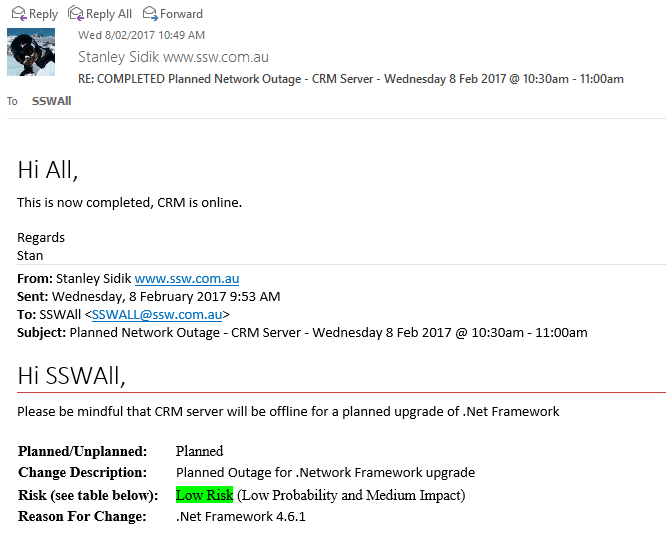 Reply Reply All Forward
Wed 8/02/2017 10:49 AM
Stanley Sidik www.ssw.com.au
RE: COMPLETED Planned Network Outage - CRM Server - Wednesday 8 Feb 2017 @ 10:30am - 11:00am
To SSWAll
Hi All,
This is now completed, CRM is online.
Regards
Stan
From: Stanley Sidik www.ssw.com.au
Sent: Wednesday, 8 February 2017 9:53 AM
To: SSWAll <SSWALL@ssw.com.au>
Subject: Planned Network Outage - CRM Server - Wednesday 8 Feb 2017 @ 10:30am - 11:00am
Hi SSWAll,
Please be mindful that CRM server will be offline for a planned upgrade of .Net Framework
Planned/Unplanned: Planned
Change Description: Planned Outage for .Network Framework upgrade
Risk (see table below): Low Risk (Low Probability and Medium Impact)
Reason For Change: .Net Framework 4.6.1